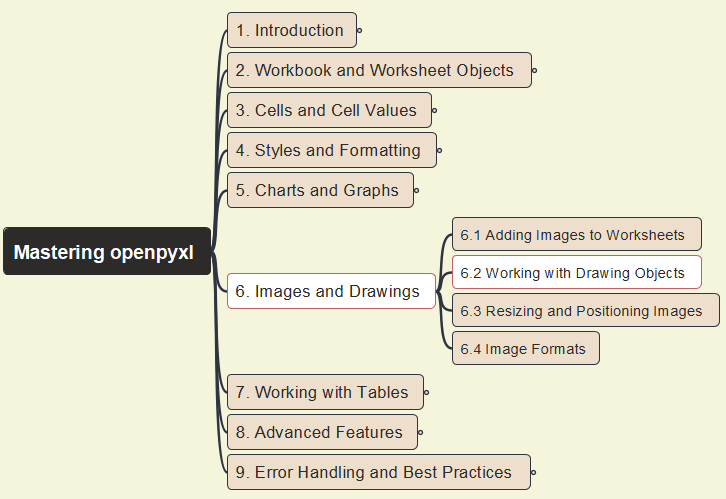 Mastering openpyxl
1. Introduction
2. Workbook and Worksheet Objects
3. Cells and Cell Values
4. Styles and Formatting
5. Charts and Graphs
6. Images and Drawings
6.1 Adding Images to Worksheets
6.2 Working with Drawing Objects
6.3 Resizing and Positioning Images
6.4 Image Formats
7. Working with Tables
8. Advanced Features
9. Error Handling and Best Practices